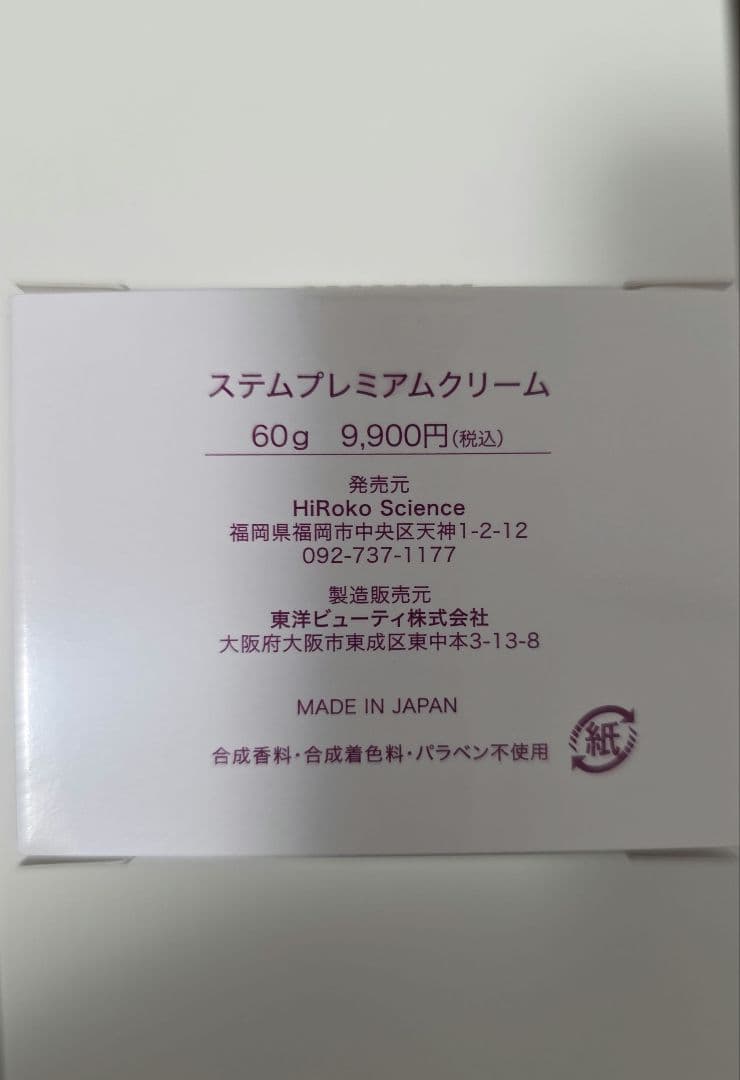 ステムプレミアムクリーム
60g 9,900円(税込)
発売元
HiRoko Science
福岡県福岡市中央区天神1-2-12
092-737-1177
製造販売元
東洋ビューティ株式会社
大阪府大阪市東成区東中本3-13-8
MADE IN JAPAN
合成香料・合成着色料・パラベン不使用
紙